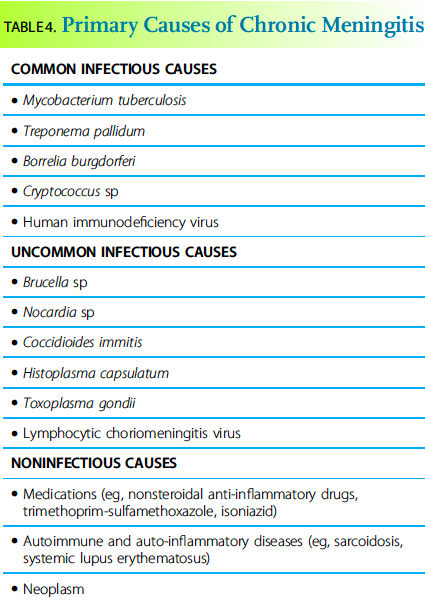 TABLE 4. Primary Causes of Chronic Meningitis
COMMON INFECTIOUS CAUSES
• Mycobacterium tuberculosis
• Treponema pallidum
• Borrelia burgdorferi
• Cryptococcus sp
• Human immunodeficiency virus
UNCOMMON INFECTIOUS CAUSES
• Brucella sp
• Nocardia sp
• Coccidioides immitis
• Histoplasma capsulatum
• Toxoplasma gondii
• Lymphocytic choriomeningitis virus
NONINFECTIOUS CAUSES
• Medications (eg, nonsteroidal anti-inflammatory drugs,
trimethoprim-sulfamethoxazole, isoniazid)
• Autoimmune and auto-inflammatory diseases (eg, sarcoidosis,
systemic lupus erythematosus)
• Neoplasm